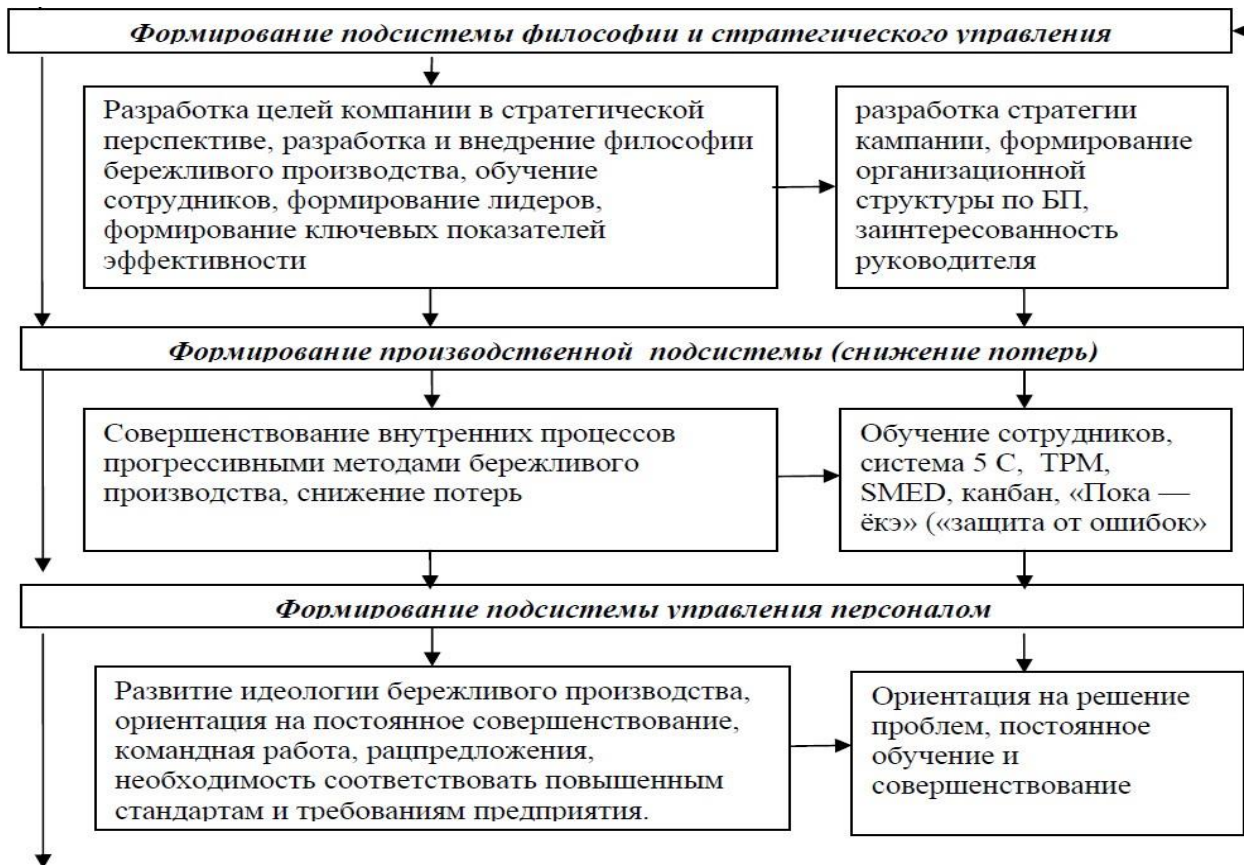 Формирование подсистемы философии и стратегического управления
Разработка целей компании в стратегической
перспективе, разработка и внедрение философии
бережливого производства, обучение
сотрудников, формирование лидеров,
формирование ключевых показателей
эффективности
разработка стратегии
кампании, формирование
организационной
структуры по БП,
заинтересованность
руководителя
Формирование производственной подсистемы (снижение потерь)
Совершенствование внутренних процессов
прогрессивными методами бережливого
производства, снижение потерь
Обучение сотрудников,
система 5 С, ТРМ,
SMED, канбан, «Пока —
ёкэ» («защита от ошибок»
Формирование подсистемы управления персоналом
Развитие идеологии бережливого производства,
ориентация на постоянное совершенствование,
командная работа, рацпредложения,
необходимость соответствовать повышенным
стандартам и требованиям предприятия.
Ориентация на решение
проблем, постоянное
обучение и
совершенствование